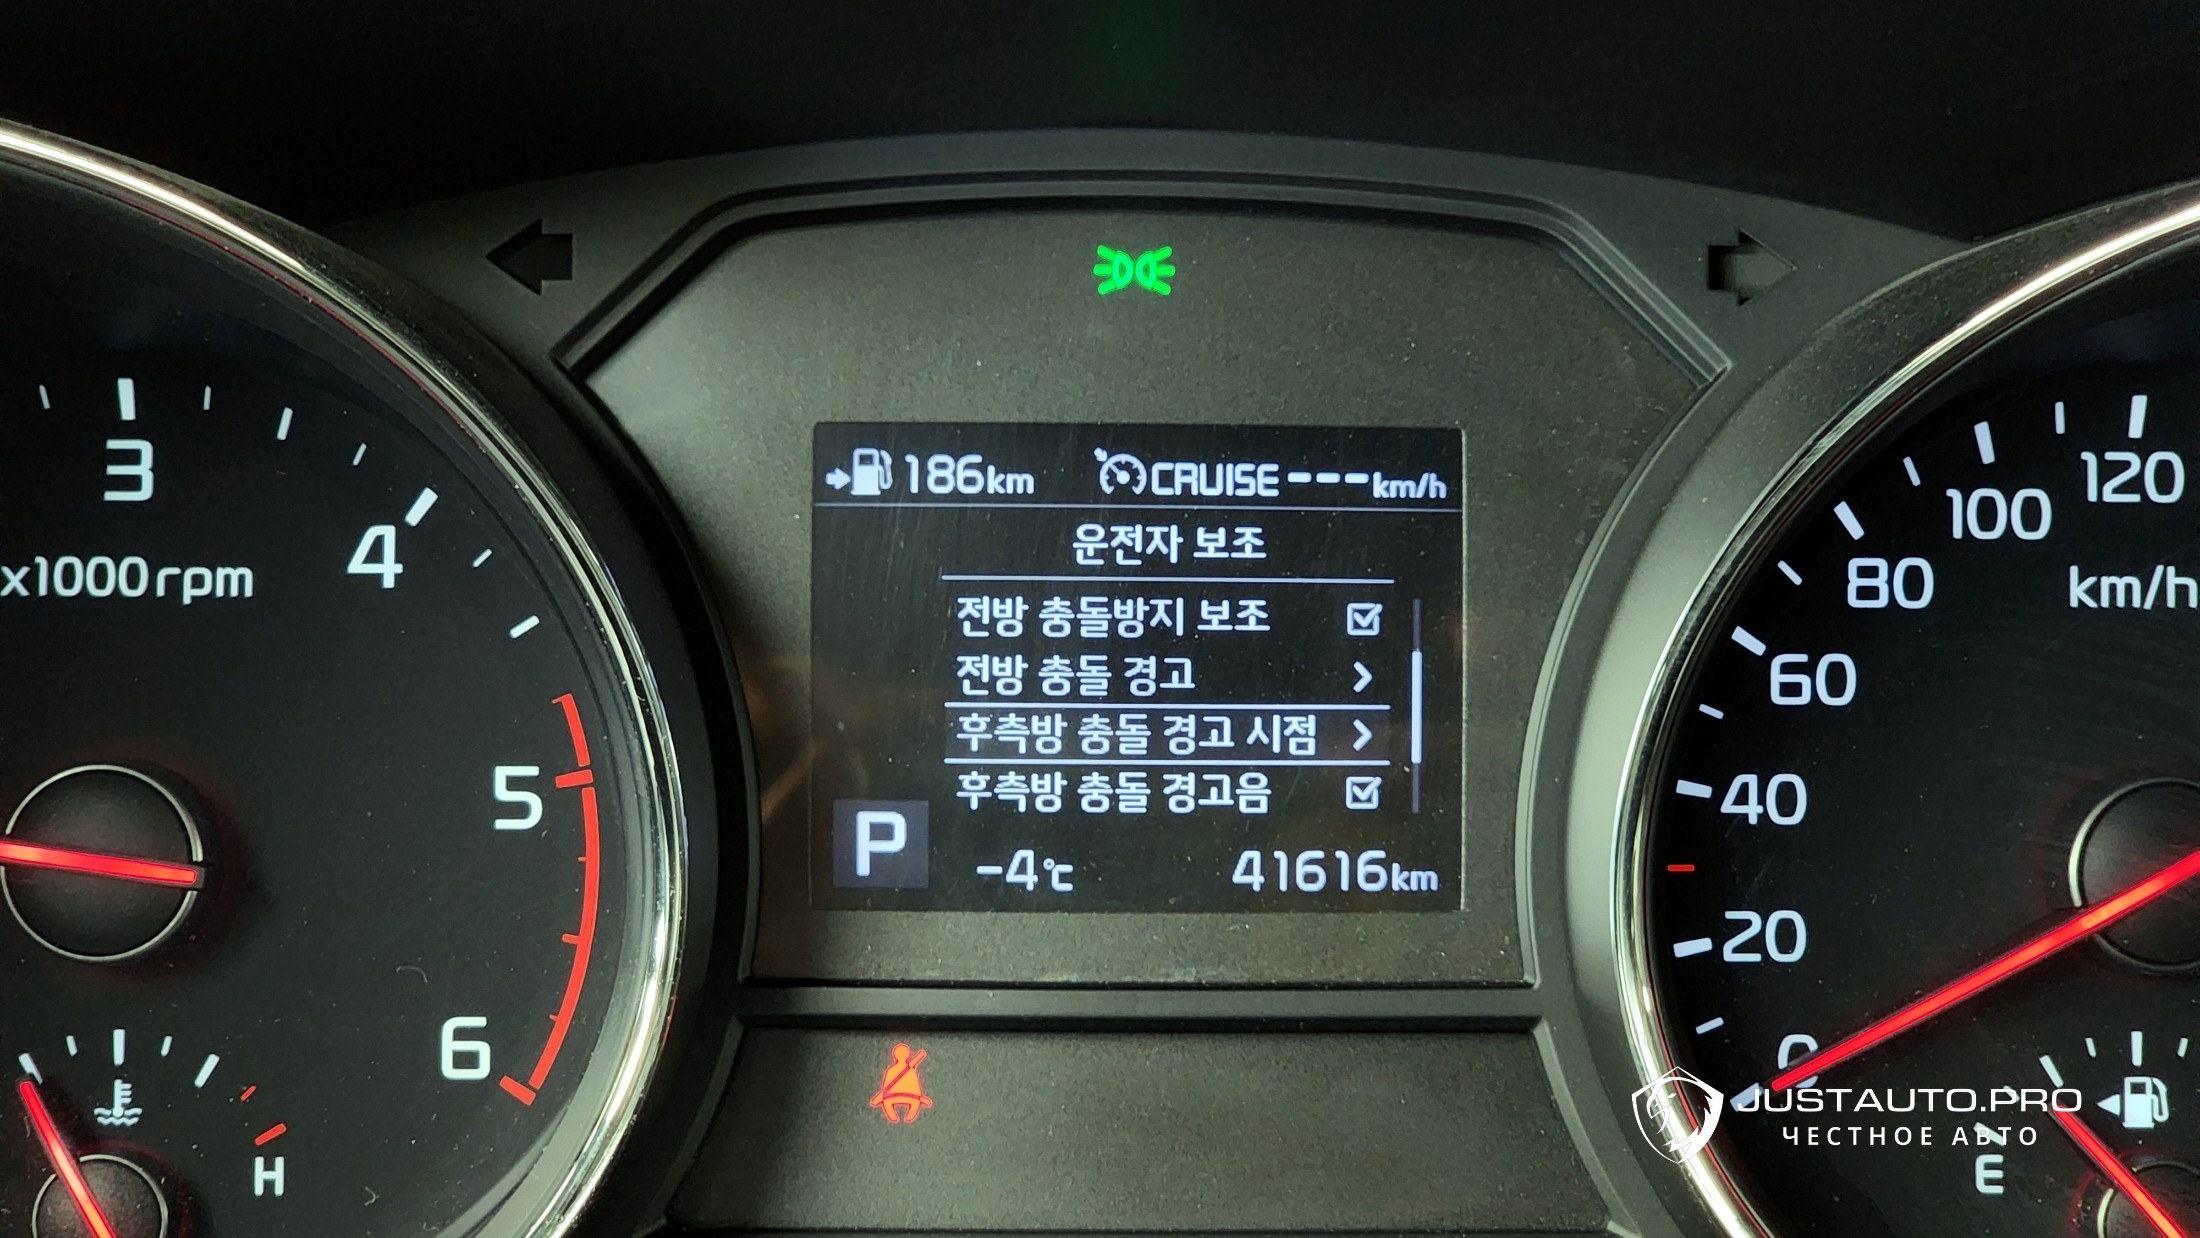 186km CRUISE---km/h
운전자 보조
전방 충돌방지 보조
전방 충돌 경고
후측방 충돌 경고 시점
후측방 충돌 경고음
P
-4℃ 41616km
3
4
5
6
x1000rpm
H
120
100
80
60
40
20
0
km/h
E
JUSTAUTO.PRO
ЧЕСТНОЕ АВТО